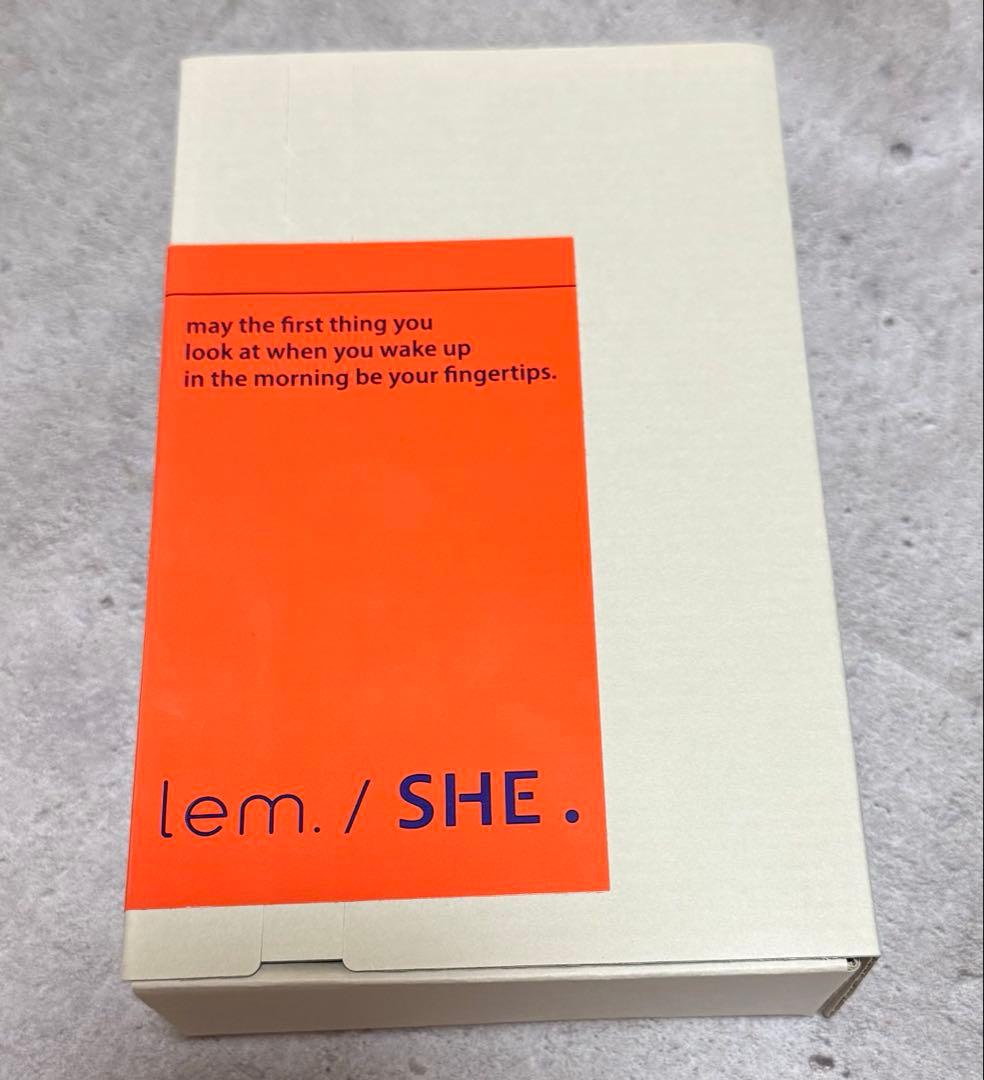 may the first thing you
look at when you wake up
in the morning be your fingertips.
lem. / SHE .